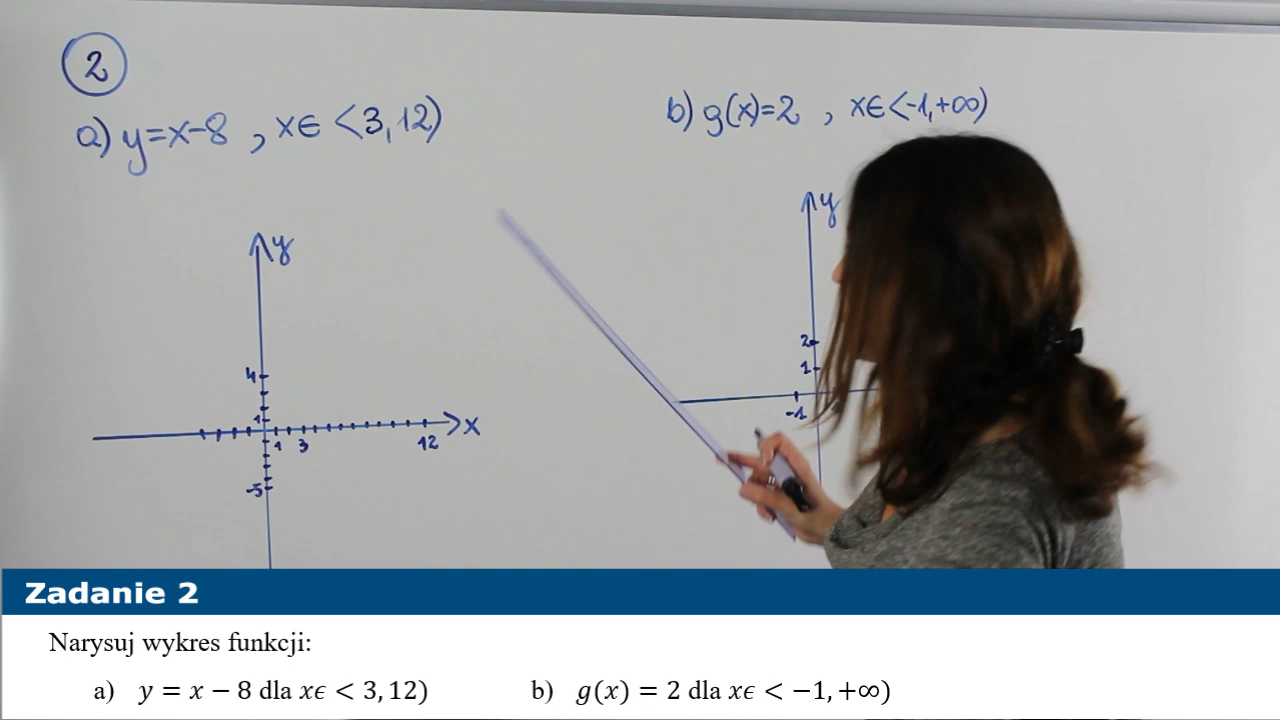 2
a) y=x-8 , x∈ <3,12)
b) g(x)=2 , x∈<-1,+∞)
y
4
1
x
1 3 12
-5
y
2
1
-1
Zadanie 2
Narysuj wykres funkcji:
a) y = x − 8 dla xϵ < 3, 12)
b) g(x) = 2 dla xϵ < −1, +∞)